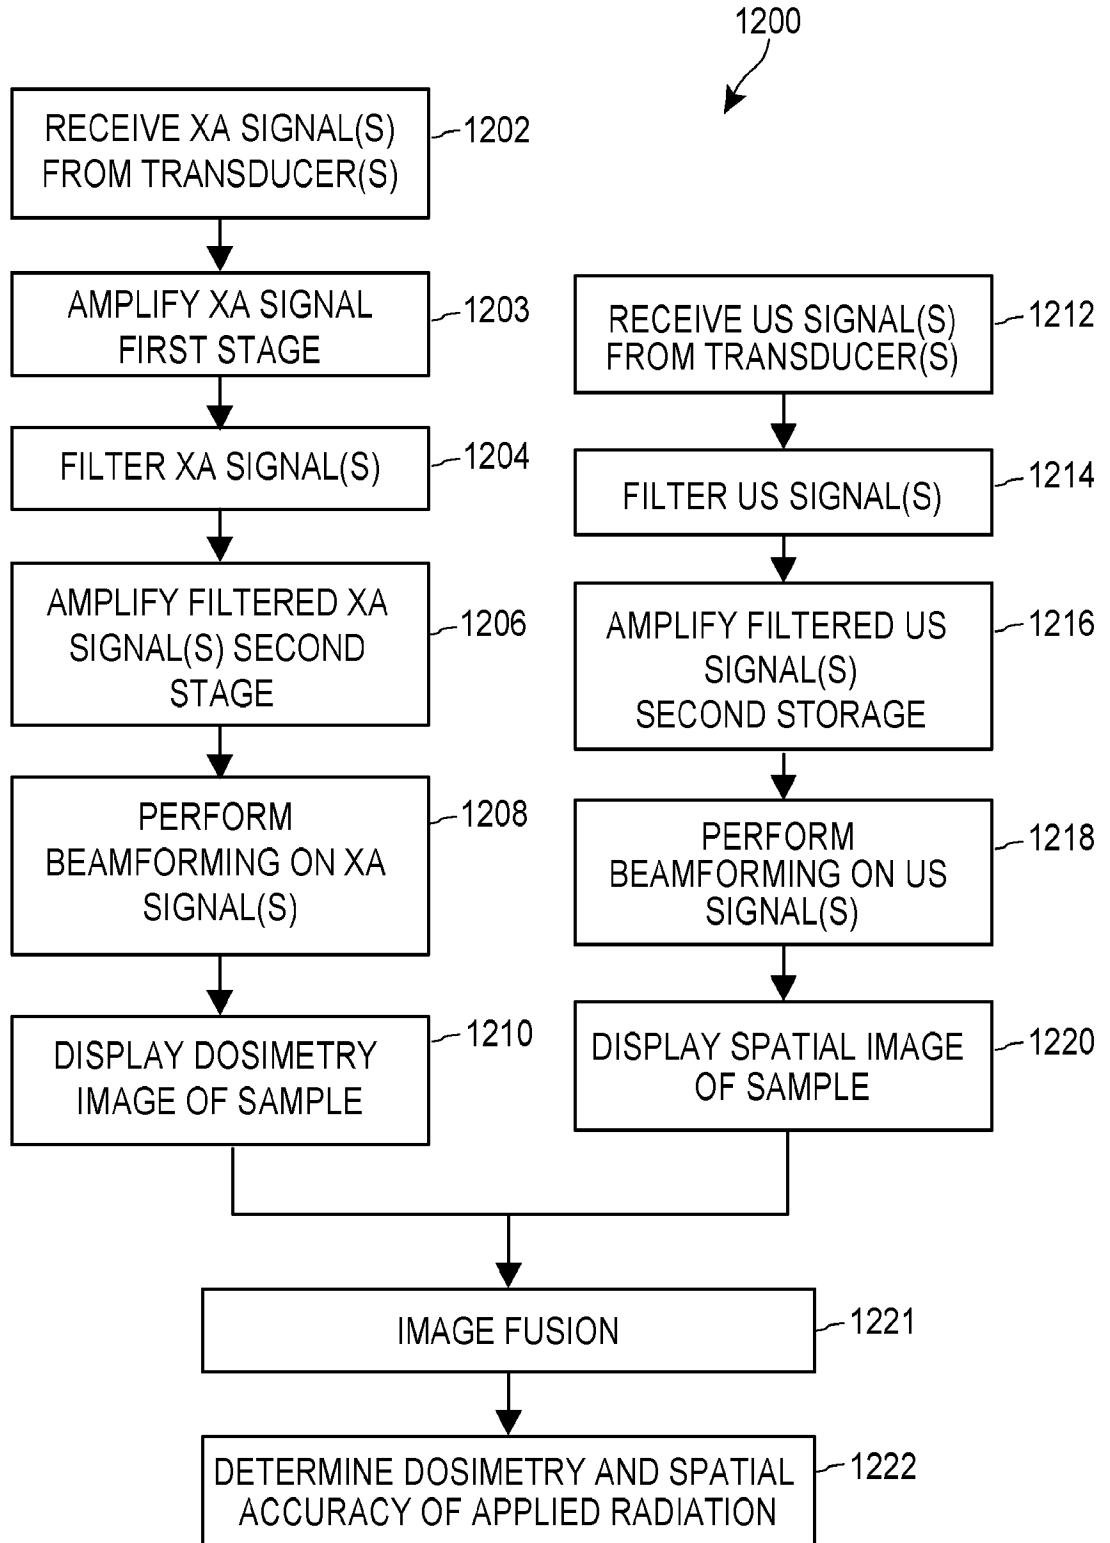 1200
RECEIVE XA SIGNAL(S)
FROM TRANSDUCER(S)
1202
AMPLIFY XA SIGNAL
FIRST STAGE
1203
FILTER XA SIGNAL(S)
1204
AMPLIFY FILTERED XA
SIGNAL(S) SECOND
STAGE
1206
PERFORM
BEAMFORMING ON XA
SIGNAL(S)
1208
DISPLAY DOSIMETRY
IMAGE OF SAMPLE
1210
RECEIVE US SIGNAL(S)
FROM TRANSDUCER(S)
1212
FILTER US SIGNAL(S)
1214
AMPLIFY FILTERED US
SIGNAL(S)
SECOND STORAGE
1216
PERFORM
BEAMFORMING ON US
SIGNAL(S)
1218
DISPLAY SPATIAL IMAGE
OF SAMPLE
1220
IMAGE FUSION
1221
DETERMINE DOSIMETRY AND SPATIAL
ACCURACY OF APPLIED RADIATION
1222